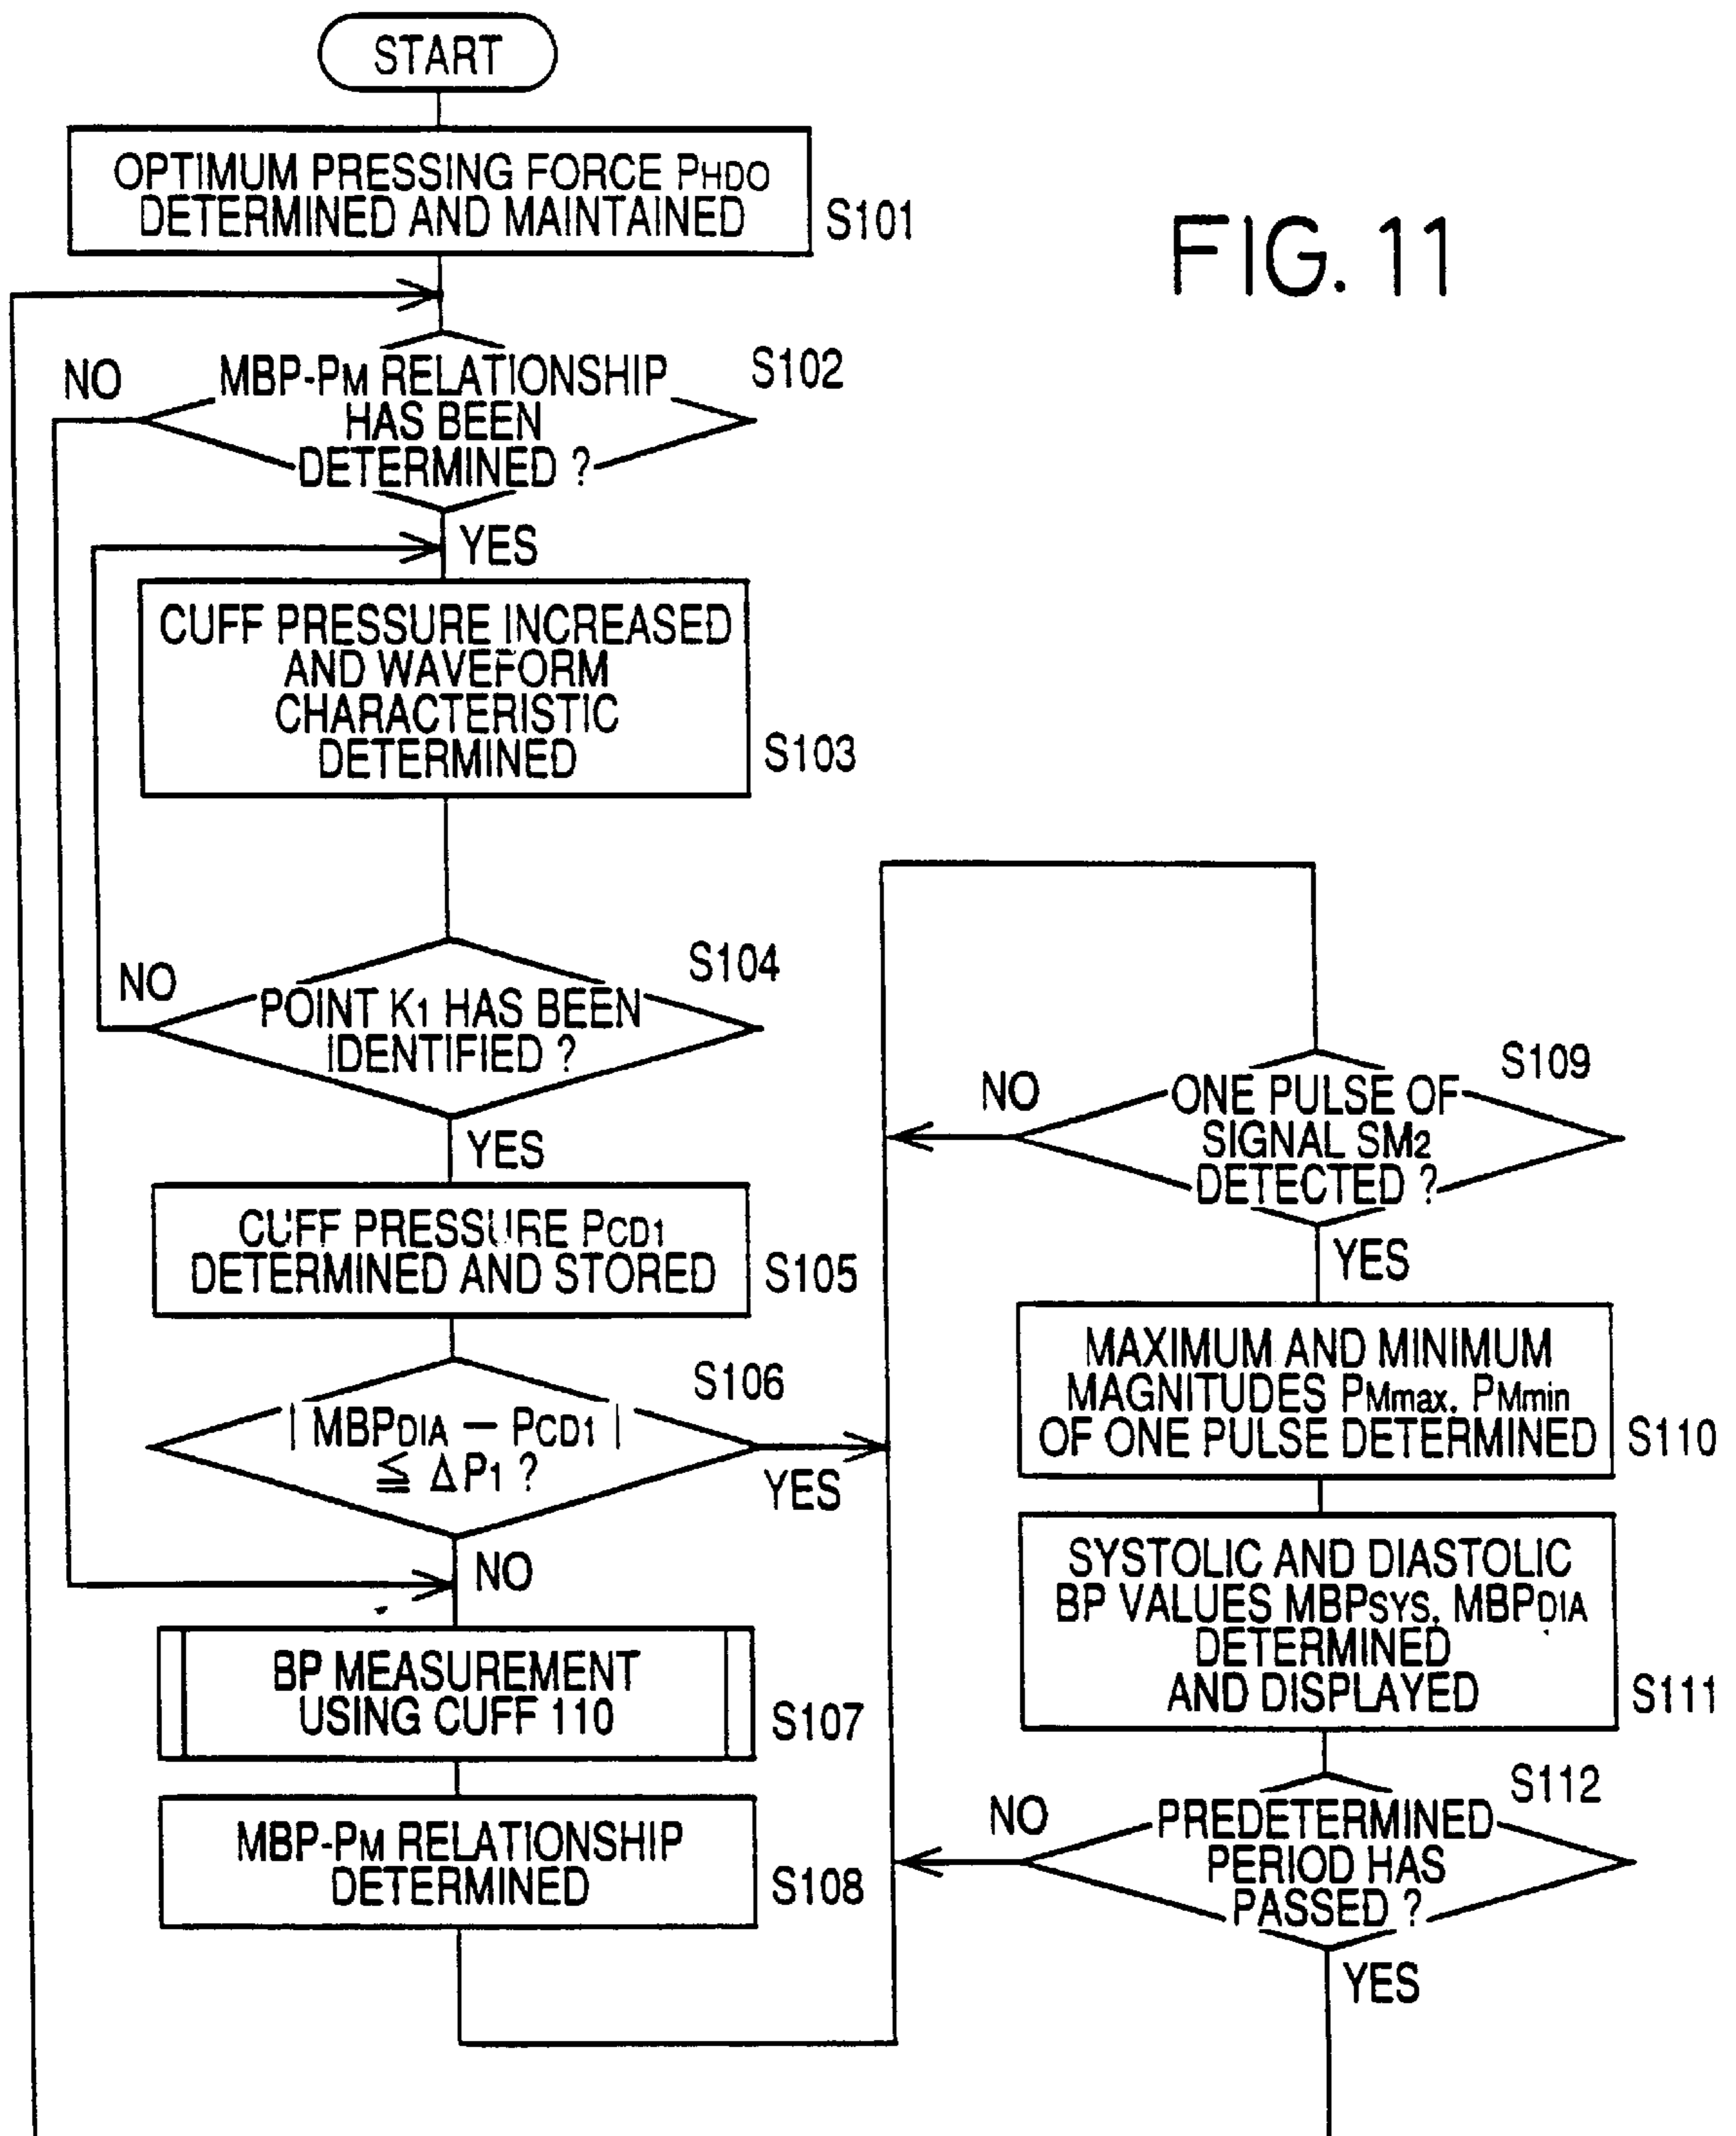 START
OPTIMUM PRESSING FORCE PHDO
DETERMINED AND MAINTAINED
S101
FIG. 11
NO
MBP-PM RELATIONSHIP
HAS BEEN
DETERMINED ?
S102
YES
CUFF PRESSURE INCREASED
AND WAVEFORM
CHARACTERISTIC
DETERMINED
S103
NO
POINT K1 HAS BEEN
IDENTIFIED ?
S104
YES
CUFF PRESSURE PCD1
DETERMINED AND STORED
S105
| MBPDIA − PCD1 |
≦ ΔP1 ?
S106
YES
NO
BP MEASUREMENT
USING CUFF 110
S107
MBP-PM RELATIONSHIP
DETERMINED
S108
NO
ONE PULSE OF
SIGNAL SM2
DETECTED ?
S109
YES
MAXIMUM AND MINIMUM
MAGNITUDES PMmax, PMmin
OF ONE PULSE DETERMINED
S110
SYSTOLIC AND DIASTOLIC
BP VALUES MBPSYS, MBPDIA
DETERMINED
AND DISPLAYED
S111
NO
PREDETERMINED
PERIOD HAS
PASSED ?
S112
YES